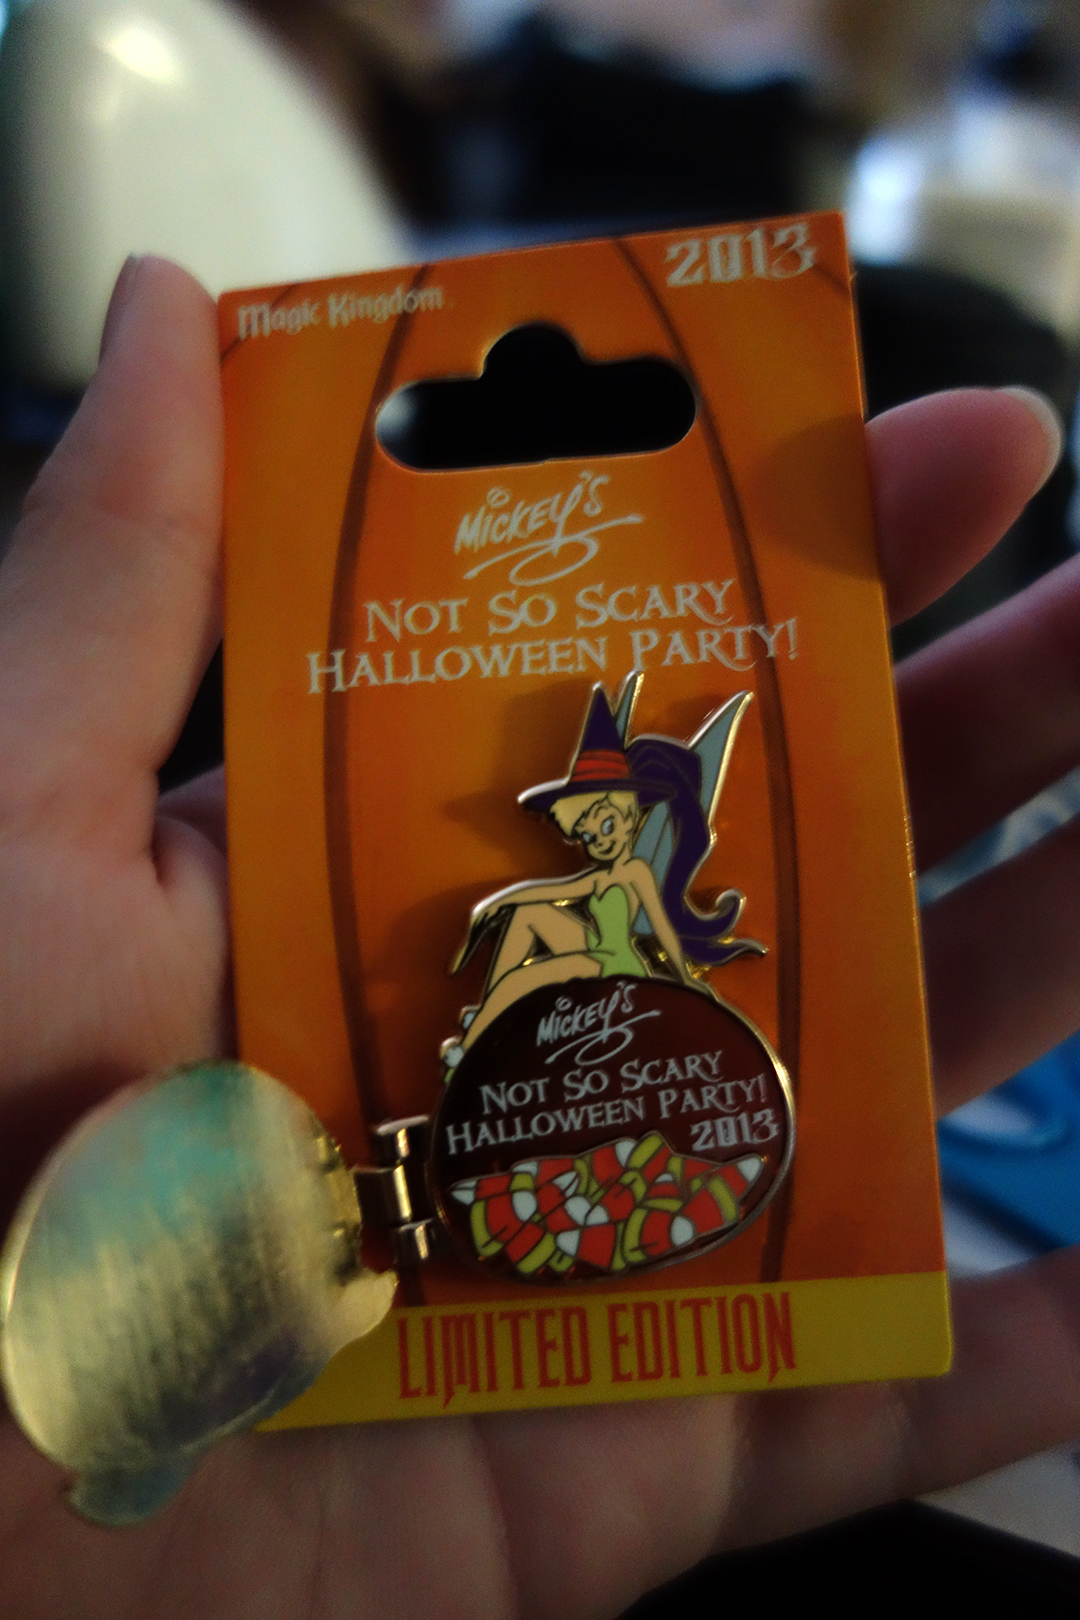 Magic Kingdom
2013
Mickey's
Not So Scary
Halloween Party!
Mickey's
Not So Scary
Halloween Party!
2013
LIMITED EDITION